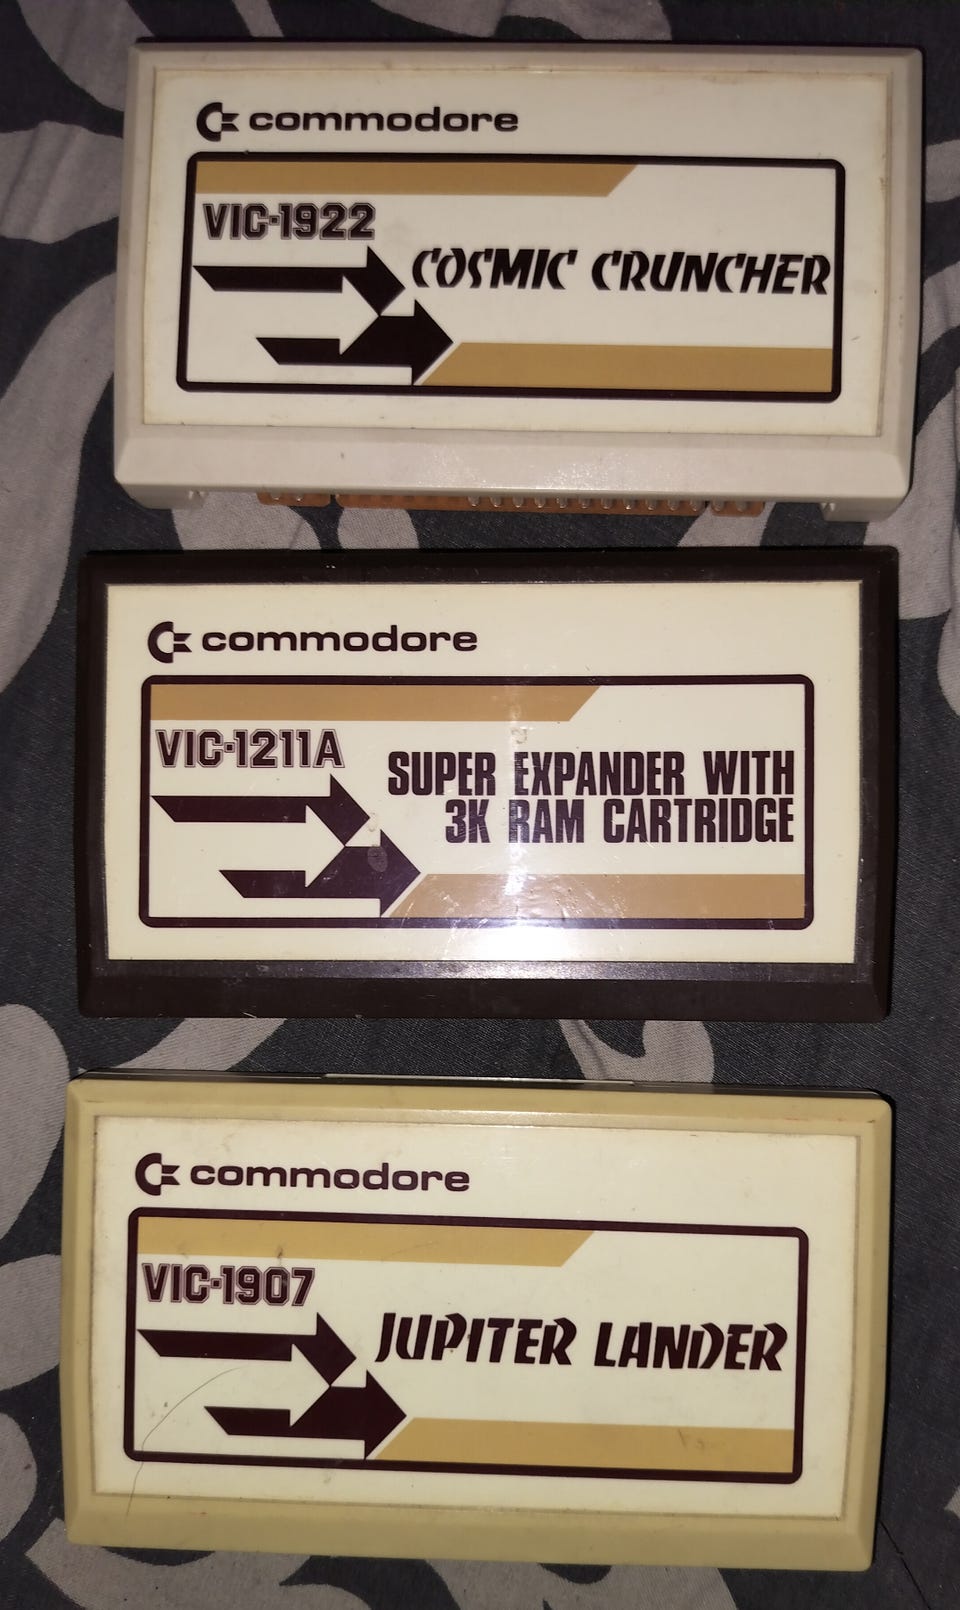 commodore
VIC-1922
COSMIC CRUNCHER
commodore
VIC-1211A
SUPER EXPANDER WITH
3K RAM CARTRIDGE
commodore
VIC-1907
JUPITER LANDER